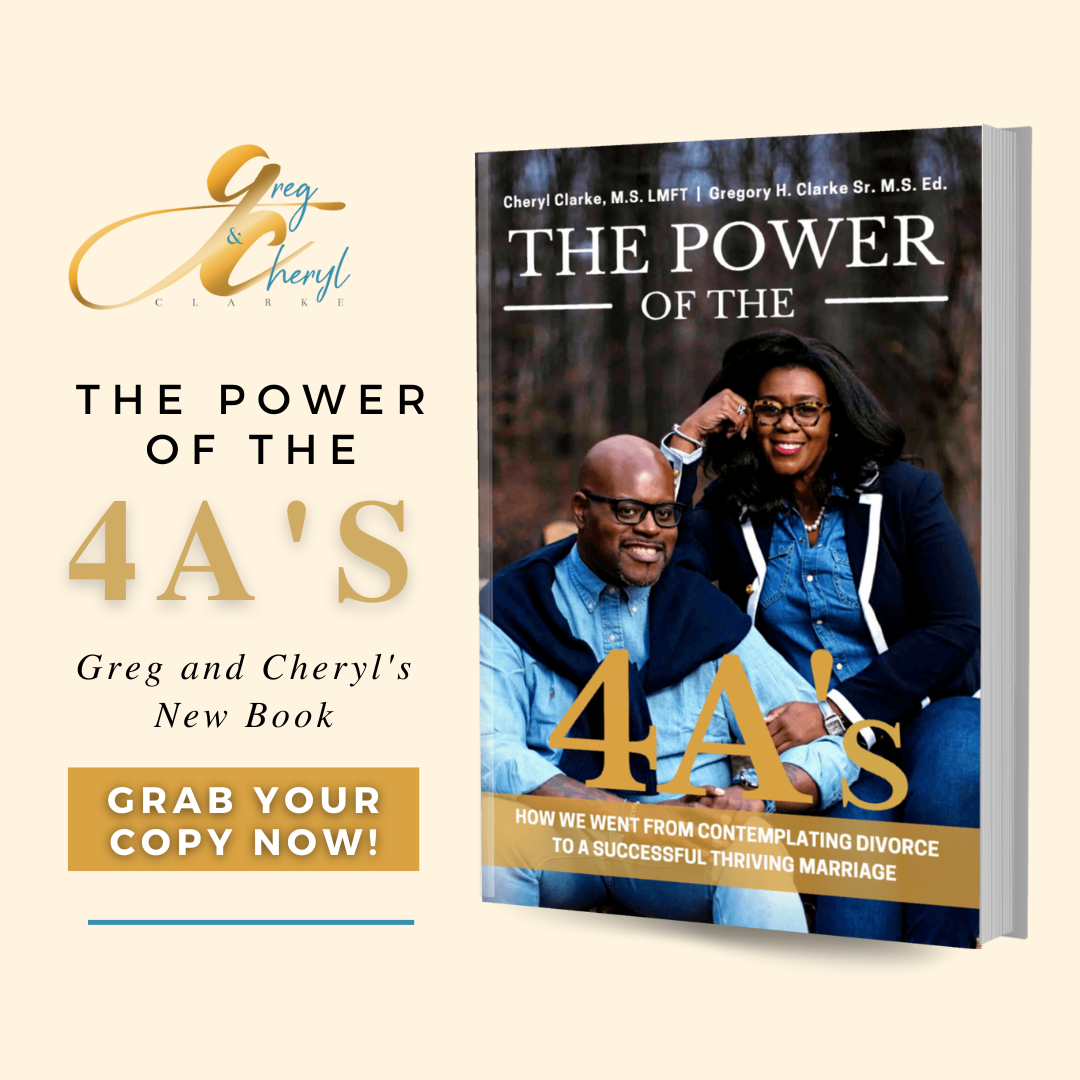 Greg
&
Cheryl
CLARKE
THE POWER
OF THE
4A'S
Greg and Cheryl's
New Book
GRAB YOUR
COPY NOW!
Cheryl Clarke, M.S. LMFT | Gregory H. Clarke Sr. M.S. Ed.
THE POWER
OF THE
4A's
HOW WE WENT FROM CONTEMPLATING DIVORCE
TO A SUCCESSFUL THRIVING MARRIAGE